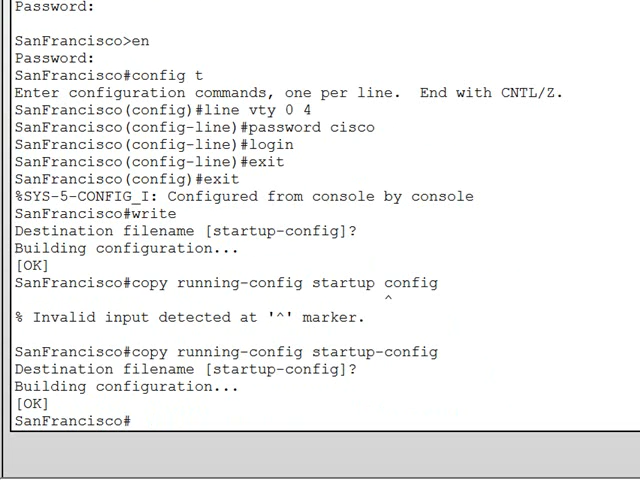 Password:
SanFrancisco>en
Password:
SanFrancisco#config t
Enter configuration commands, one per line.  End with CNTL/Z.
SanFrancisco(config)#line vty 0 4
SanFrancisco(config-line)#password cisco
SanFrancisco(config-line)#login
SanFrancisco(config-line)#exit
SanFrancisco(config)#exit
%SYS-5-CONFIG_I: Configured from console by console
SanFrancisco#write
Destination filename [startup-config]?
Building configuration...
[OK]
SanFrancisco#copy running-config startup config
^
% Invalid input detected at '^' marker.
SanFrancisco#copy running-config startup-config
Destination filename [startup-config]?
Building configuration...
[OK]
SanFrancisco#